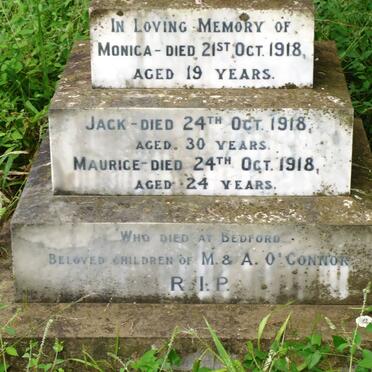 In Loving Memory of
Monica - died 21st Oct. 1918,
aged 19 years.
Jack - died 24th Oct. 1918,
aged. 30 years.
Maurice - died 24th Oct. 1918,
aged 24 years.
Who died at Bedford
Beloved children of M. & A. O'Connor
R.I.P.